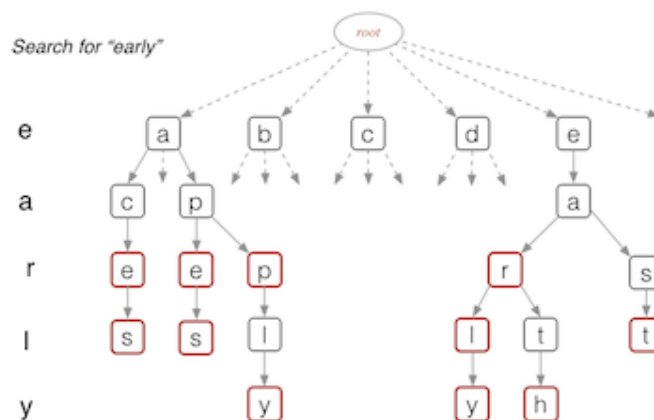 root
Search for "early"
e a b c d e
a c p a
r e e p r s
l s s l l t t
y y y h